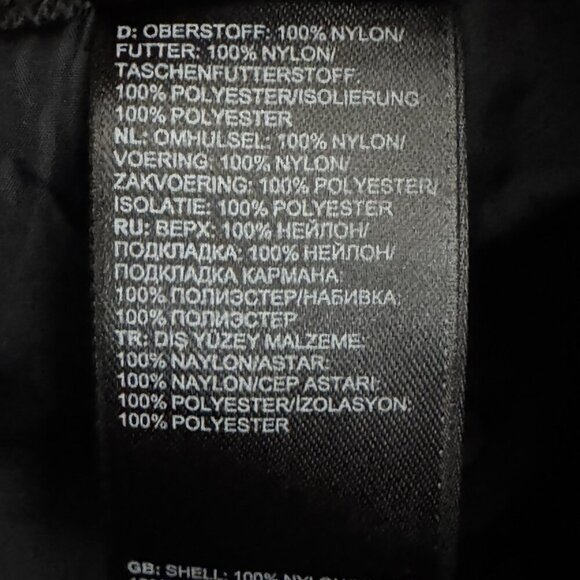 D: OBERSTOFF: 100% NYLON/
FUTTER: 100% NYLON/
TASCHENFUTTERSTOFF:
100% POLYESTER/ISOLIERUNG:
100% POLYESTER
NL: OMHULSEL: 100% NYLON/
VOERING: 100% NYLON/
ZAKVOERING: 100% POLYESTER/
ISOLATIE: 100% POLYESTER
RU: ВЕРХ: 100% НЕЙЛОН/
ПОДКЛАДКА: 100% НЕЙЛОН/
ПОДКЛАДКА КАРМАНА:
100% ПОЛИЭСТЕР/НАБИВКА:
100% ПОЛИЭСТЕР
TR: DIŞ YÜZEY MALZEME:
100% NAYLON/ASTAR:
100% NAYLON/CEP ASTARI:
100% POLYESTER/İZOLASYON:
100% POLYESTER
GB: SHELL: 100% NYLON/